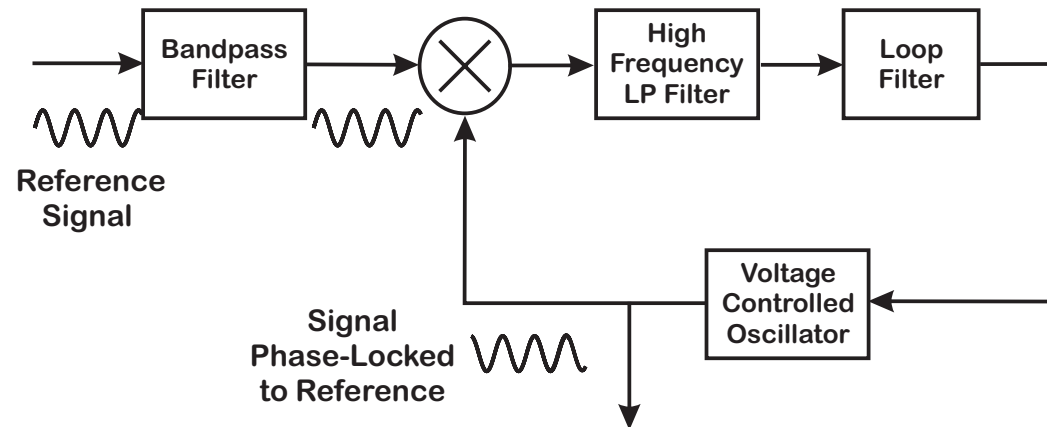 Bandpass
Filter
High
Frequency
LP Filter
Loop
Filter
Reference
Signal
Voltage
Controlled
Oscillator
Signal
Phase-Locked
to Reference